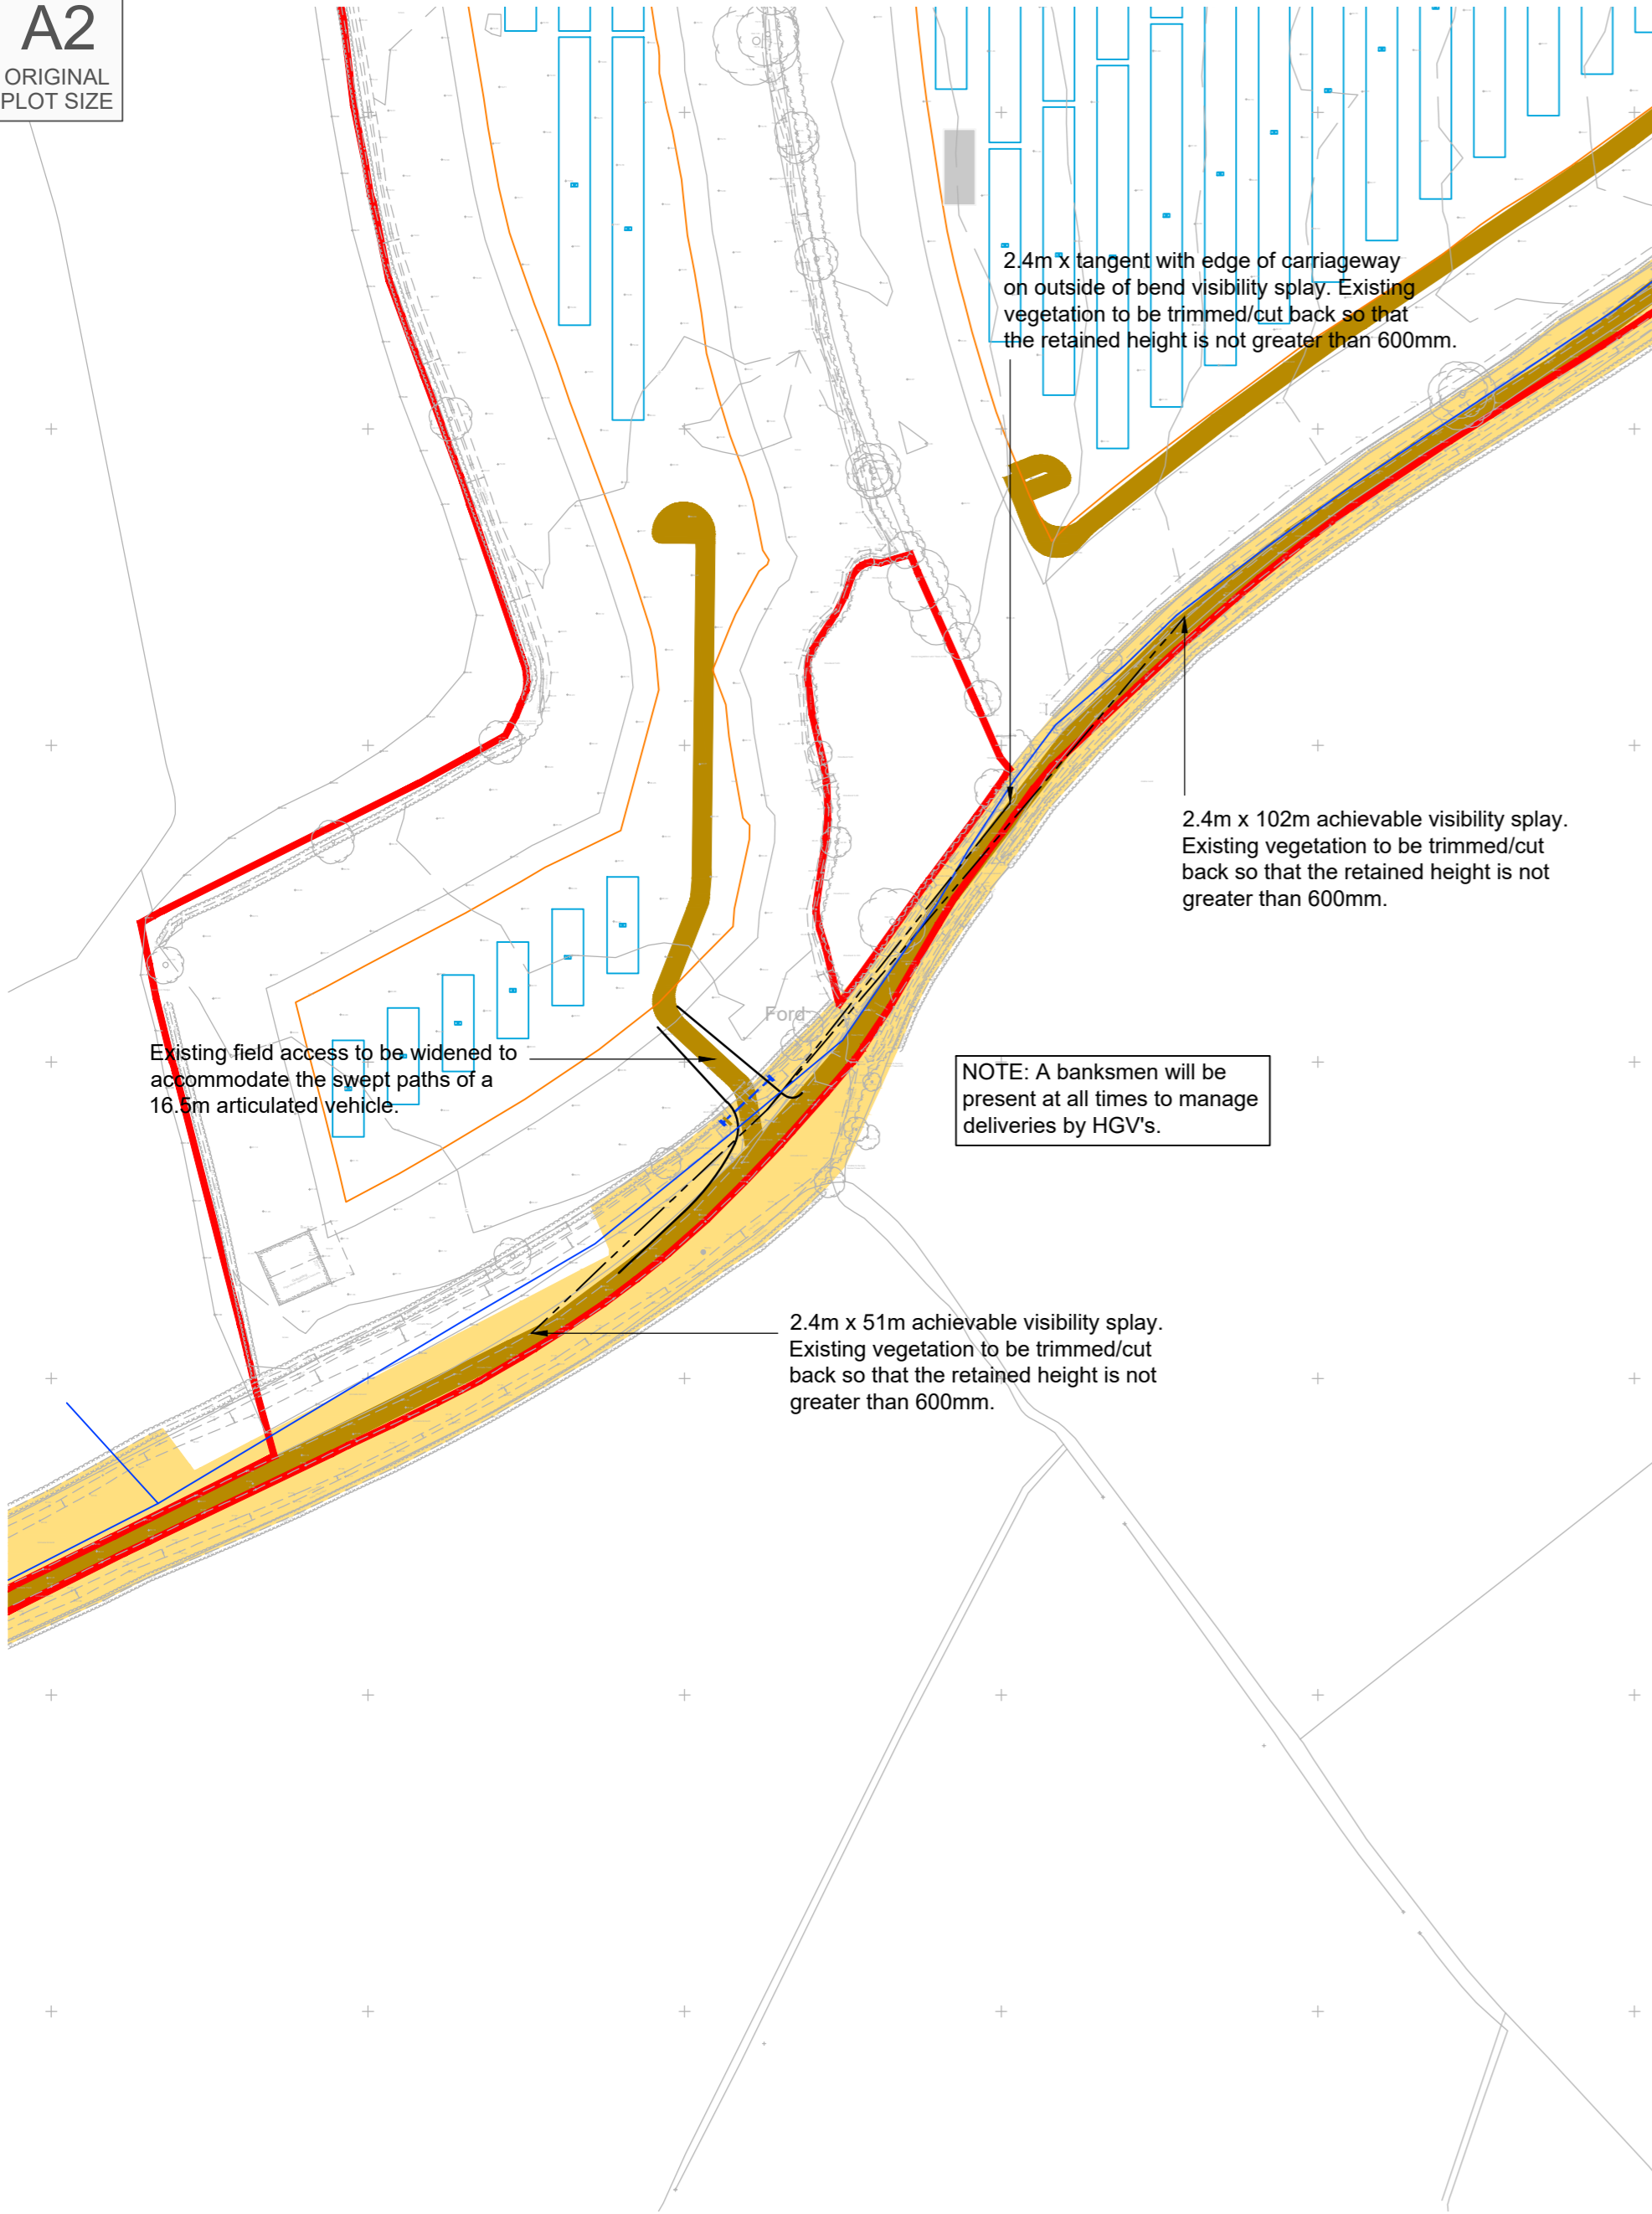 A2
ORIGINAL
PLOT SIZE
2.4m x tangent with edge of carriageway
on outside of bend visibility splay. Existing
vegetation to be trimmed/cut back so that
the retained height is not greater than 600mm.
2.4m x 102m achievable visibility splay.
Existing vegetation to be trimmed/cut
back so that the retained height is not
greater than 600mm.
Ford
Existing field access to be widened to
accommodate the swept paths of a
16.5m articulated vehicle.
NOTE: A banksmen will be
present at all times to manage
deliveries by HGV's.
2.4m x 51m achievable visibility splay.
Existing vegetation to be trimmed/cut
back so that the retained height is not
greater than 600mm.